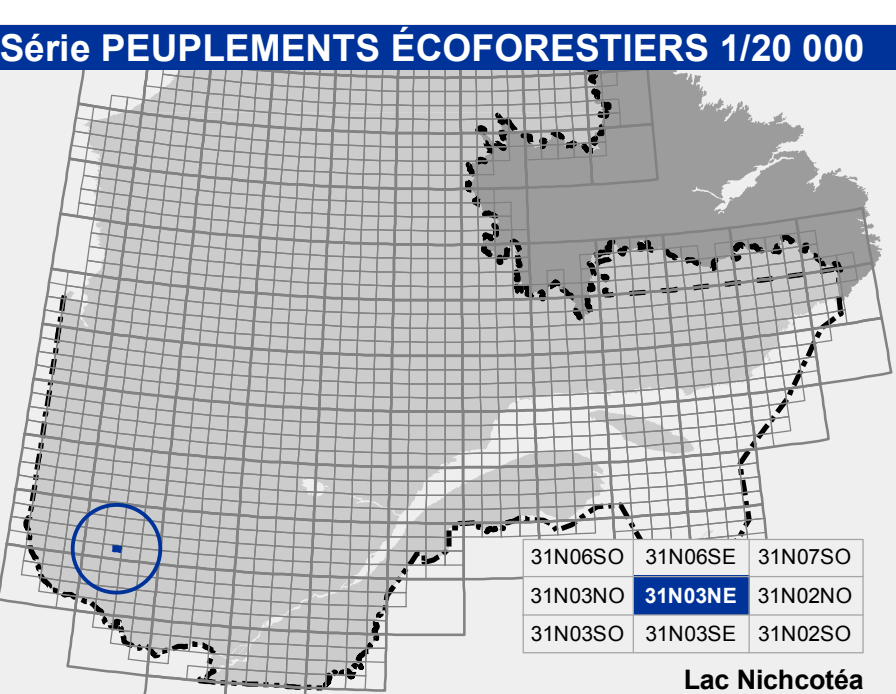 Série PEUPLEMENTS ÉCOFORESTIERS 1/20 000
31N06SO 31N06SE 31N07SO
31N03NO 31N03NE 31N02NO
31N03SO 31N03SE 31N02SO
Lac Nichcotéa